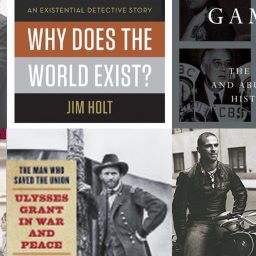 AN EXISTENTIAL DETECTIVE STORY
WHY DOES THE
WORLD EXIST?
JIM HOLT
GAM
THE
AND ABU
HIST
CBS
THE MAN WHO
SAVED THE UNION
ULYSSES
GRANT
IN WAR
AND
PEACE